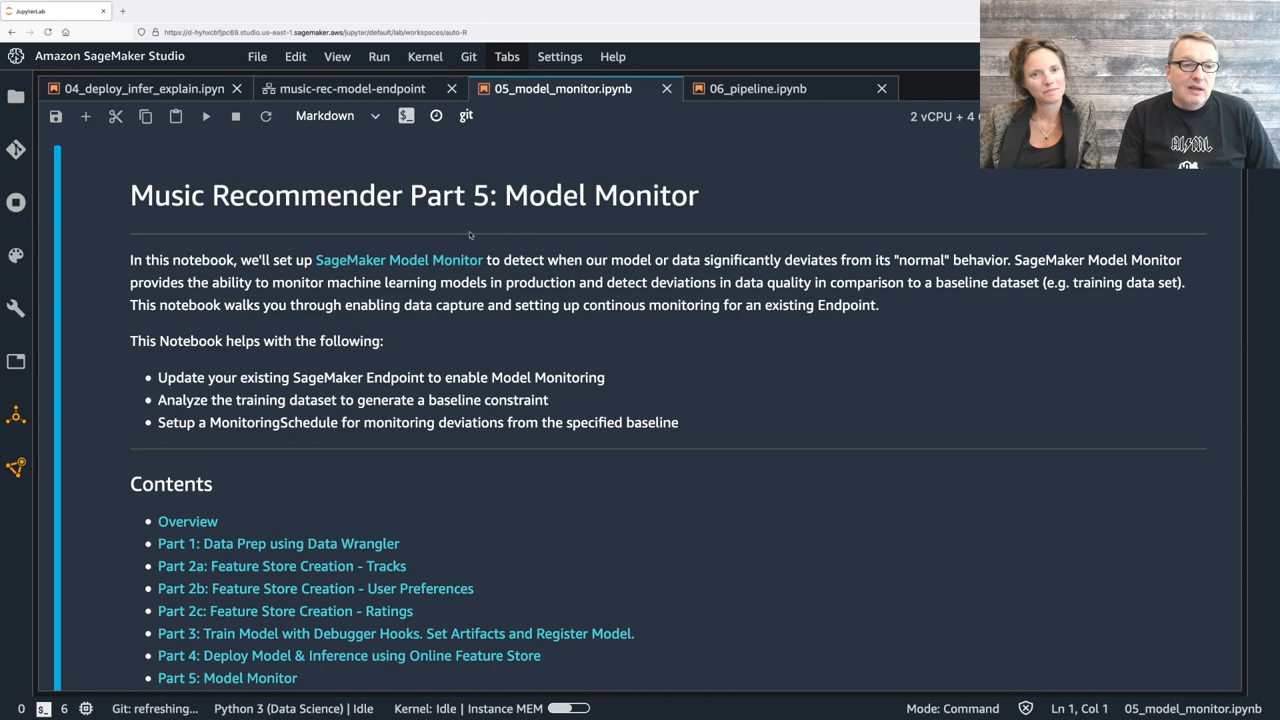 JupyterLab
https://d-hyhxcbfjpc69.studio.us-east-1.sagemaker.aws/jupyter/default/lab/workspaces/auto-R
Amazon SageMaker Studio File Edit View Run Kernel Git Tabs Settings Help
04_deploy_infer_explain.ipyn music-rec-model-endpoint 05_model_monitor.ipynb 06_pipeline.ipynb
Markdown git 2 vCPU + 4
AI/ML
Music Recommender Part 5: Model Monitor
In this notebook, we'll set up SageMaker Model Monitor to detect when our model or data significantly deviates from its "normal" behavior. SageMaker Model Monitor
provides the ability to monitor machine learning models in production and detect deviations in data quality in comparison to a baseline dataset (e.g. training data set).
This notebook walks you through enabling data capture and setting up continous monitoring for an existing Endpoint.
This Notebook helps with the following:
• Update your existing SageMaker Endpoint to enable Model Monitoring
• Analyze the training dataset to generate a baseline constraint
• Setup a MonitoringSchedule for monitoring deviations from the specified baseline
Contents
• Overview
• Part 1: Data Prep using Data Wrangler
• Part 2a: Feature Store Creation - Tracks
• Part 2b: Feature Store Creation - User Preferences
• Part 2c: Feature Store Creation - Ratings
• Part 3: Train Model with Debugger Hooks. Set Artifacts and Register Model.
• Part 4: Deploy Model & Inference using Online Feature Store
• Part 5: Model Monitor
0 $_ 6 Git: refreshing... Python 3 (Data Science) | Idle Kernel: Idle | Instance MEM Mode: Command Ln 1, Col 1 05_model_monitor.ipynb